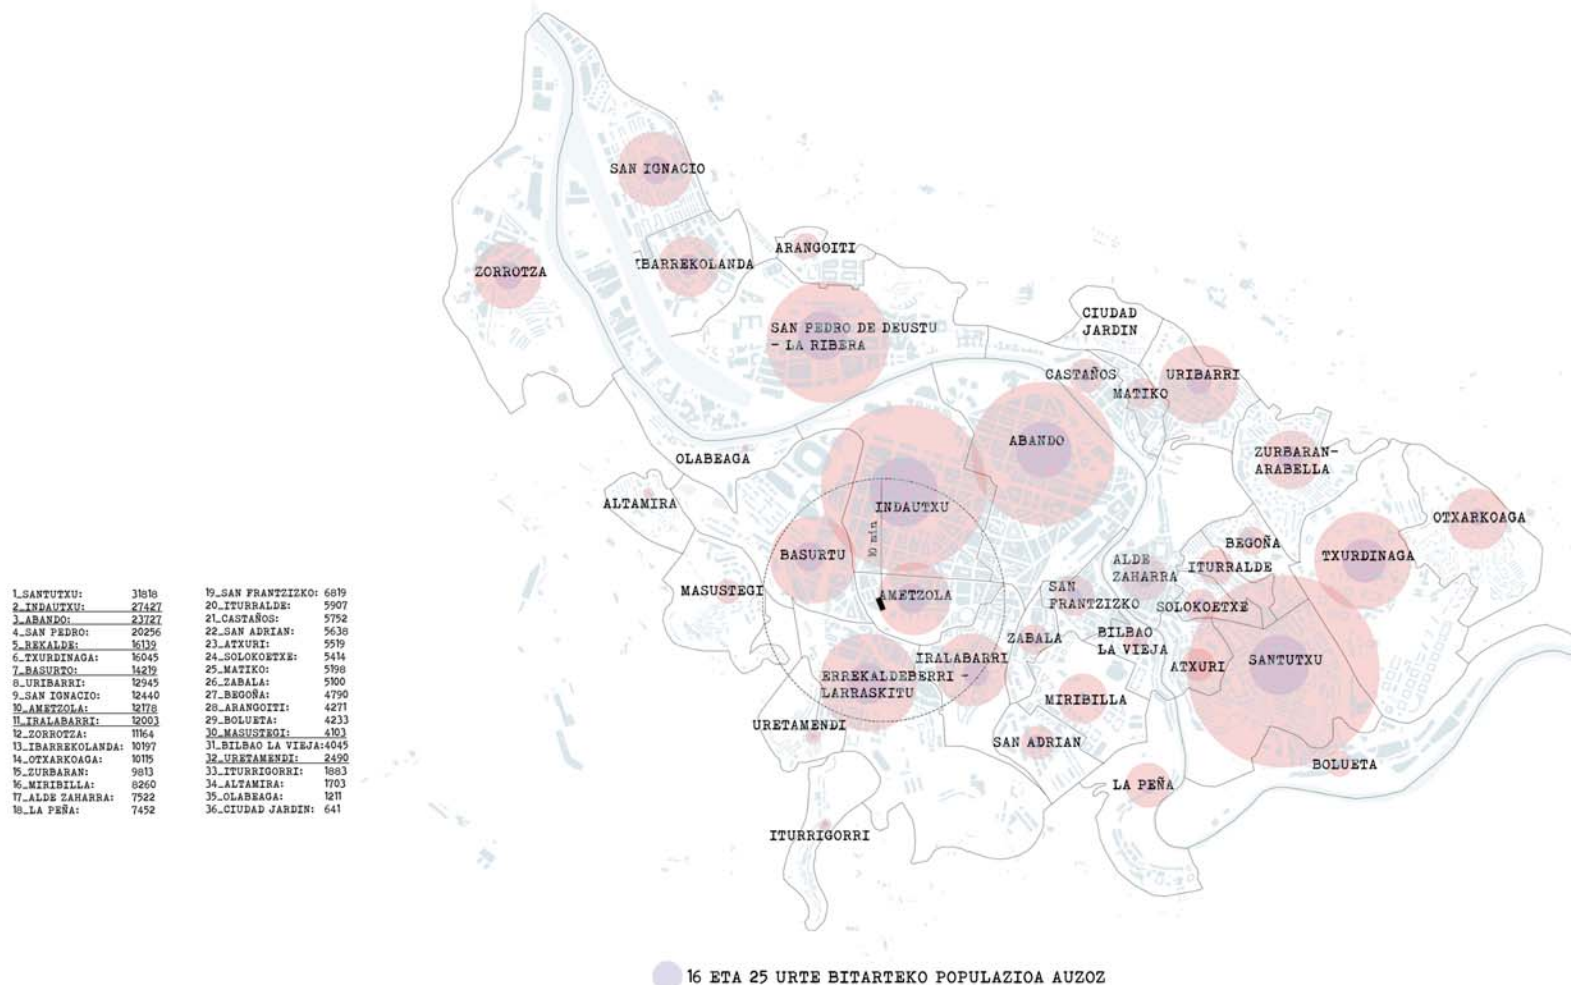 SAN IGNACIO
ARANGOITI
ZORROTZA
IBARREKOLANDA
CIUDAD
JARDIN
SAN PEDRO DE DEUSTU
- LA RIBERA
CASTAÑOS
URIBARRI
MATIKO
ABANDO
OLABEAGA
ZURBARAN-
ARABELLA
ALTAMIRA
INDAUTXU
OTXARKOAGA
10 min
BASURTU
BEGOÑA
TXURDINAGA
ALDE
ZAHARRA
ITURRALDE
MASUSTEGI
AMETZOLA
SAN
FRANTZIZKO
SOLOKOETXE
ZABALA
BILBAO
LA VIEJA
IRALABARRI
ATXURI
SANTUTXU
ERREKALDEBERRI -
LARRASKITU
MIRIBILLA
URETAMENDI
SAN ADRIAN
BOLUETA
LA PEÑA
ITURRIGORRI
1_SANTUTXU: 31818
2_INDAUTXU: 27427
3_ABANDO: 23727
4_SAN PEDRO: 20256
5_REKALDE: 16139
6_TXURDINAGA: 16045
7_BASURTO: 14219
8_URIBARRI: 12945
9_SAN IGNACIO: 12440
10_AMETZOLA: 12178
11_IRALABARRI: 12003
12_ZORROTZA: 11164
13_IBARREKOLANDA: 10197
14_OTXARKOAGA: 10115
15_ZURBARAN: 9813
16_MIRIBILLA: 8260
17_ALDE ZAHARRA: 7522
18_LA PEÑA: 7452
19_SAN FRANTZIZKO: 6819
20_ITURRALDE: 5907
21_CASTAÑOS: 5752
22_SAN ADRIAN: 5638
23_ATXURI: 5519
24_SOLOKOETXE: 5414
25_MATIKO: 5198
26_ZABALA: 5100
27_BEGOÑA: 4790
28_ARANGOITI: 4271
29_BOLUETA: 4233
30_MASUSTEGI: 4103
31_BILBAO LA VIEJA:4045
32_URETAMENDI: 2490
33_ITURRIGORRI: 1883
34_ALTAMIRA: 1703
35_OLABEAGA: 1211
36_CIUDAD JARDIN: 641
16 ETA 25 URTE BITARTEKO POPULAZIOA AUZOZ